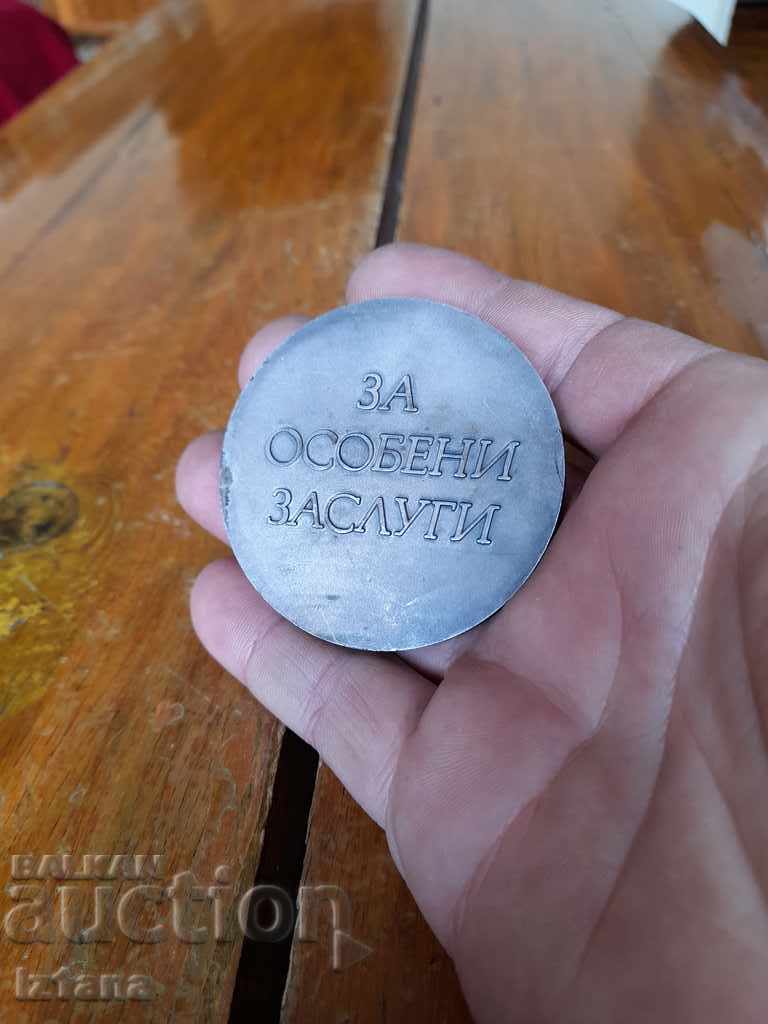 ЗА
ОСОБЕНИ
ЗАСЛУГИ
BALKAN
auction
Iztana